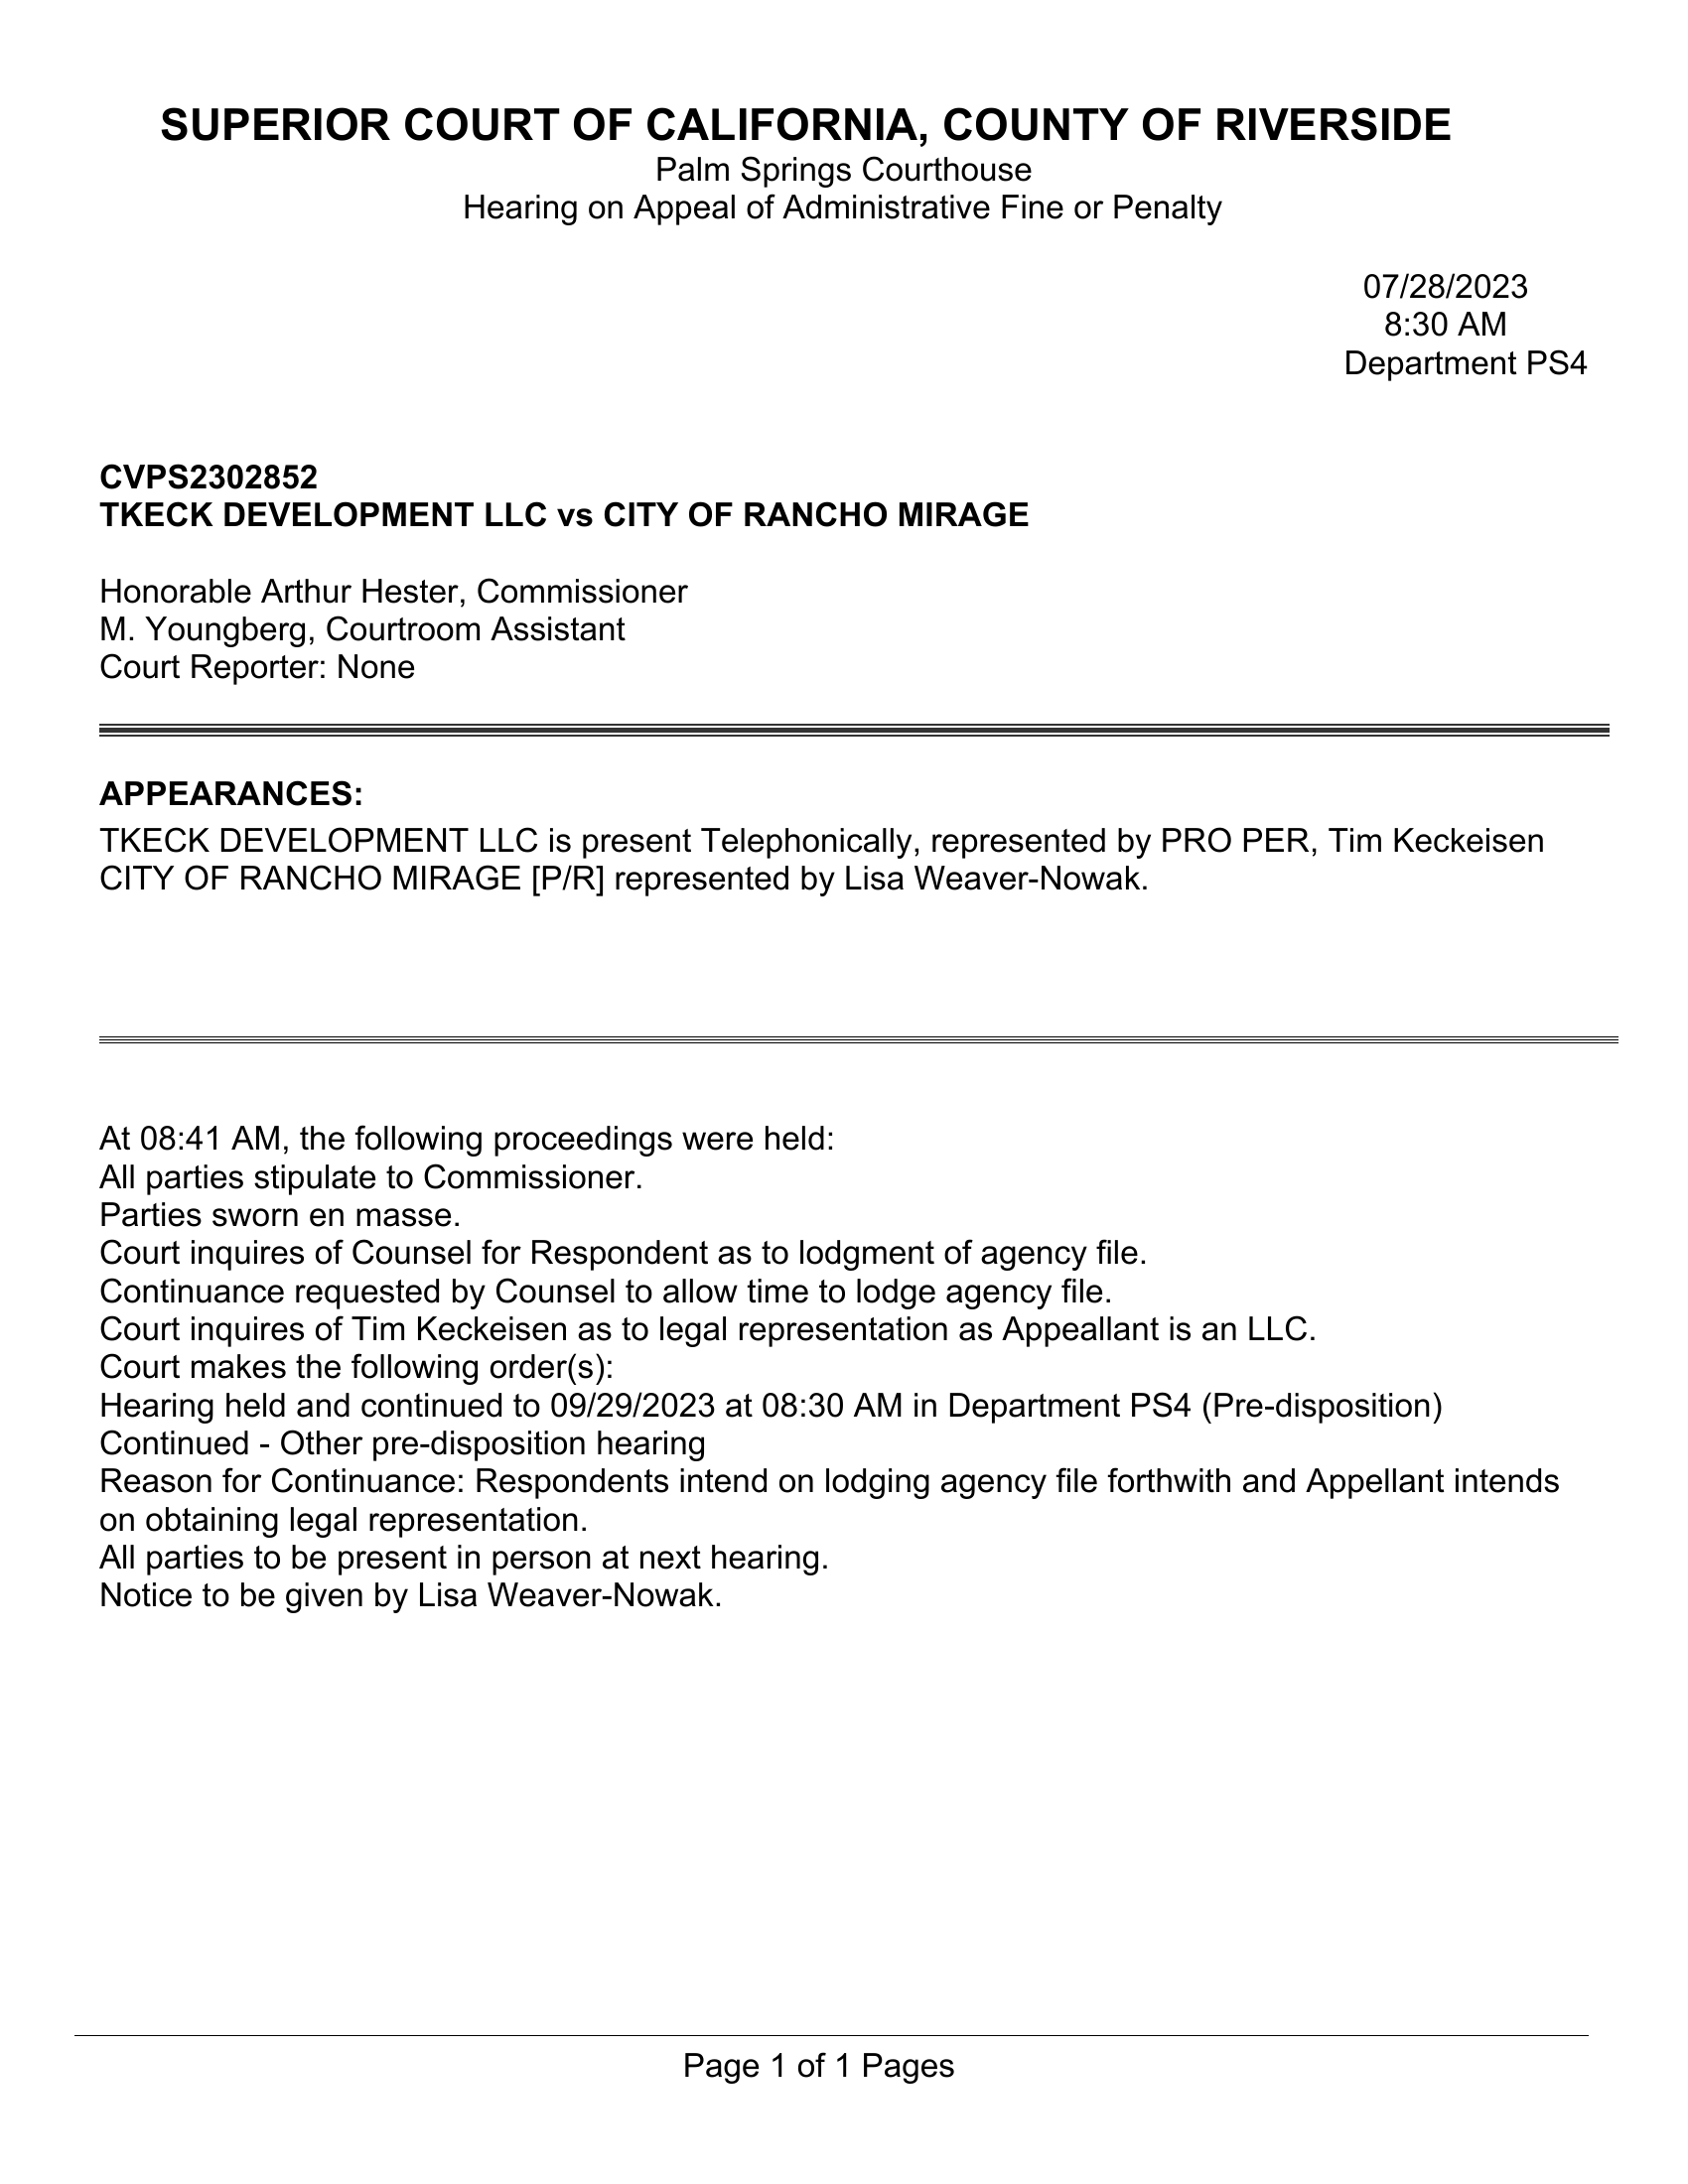 SUPERIOR COURT OF CALIFORNIA, COUNTY OF RIVERSIDE
Palm Springs Courthouse
Hearing on Appeal of Administrative Fine or Penalty
07/28/2023
8:30 AM
Department PS4
CVPS2302852
TKECK DEVELOPMENT LLC vs CITY OF RANCHO MIRAGE
Honorable Arthur Hester, Commissioner
M. Youngberg, Courtroom Assistant
Court Reporter: None
APPEARANCES:
TKECK DEVELOPMENT LLC is present Telephonically, represented by PRO PER, Tim Keckeisen
CITY OF RANCHO MIRAGE [P/R] represented by Lisa Weaver-Nowak.
At 08:41 AM, the following proceedings were held:
All parties stipulate to Commissioner.
Parties sworn en masse.
Court inquires of Counsel for Respondent as to lodgment of agency file.
Continuance requested by Counsel to allow time to lodge agency file.
Court inquires of Tim Keckeisen as to legal representation as Appeallant is an LLC.
Court makes the following order(s):
Hearing held and continued to 09/29/2023 at 08:30 AM in Department PS4 (Pre-disposition)
Continued - Other pre-disposition hearing
Reason for Continuance: Respondents intend on lodging agency file forthwith and Appellant intends
on obtaining legal representation.
All parties to be present in person at next hearing.
Notice to be given by Lisa Weaver-Nowak.
Page 1 of 1 Pages